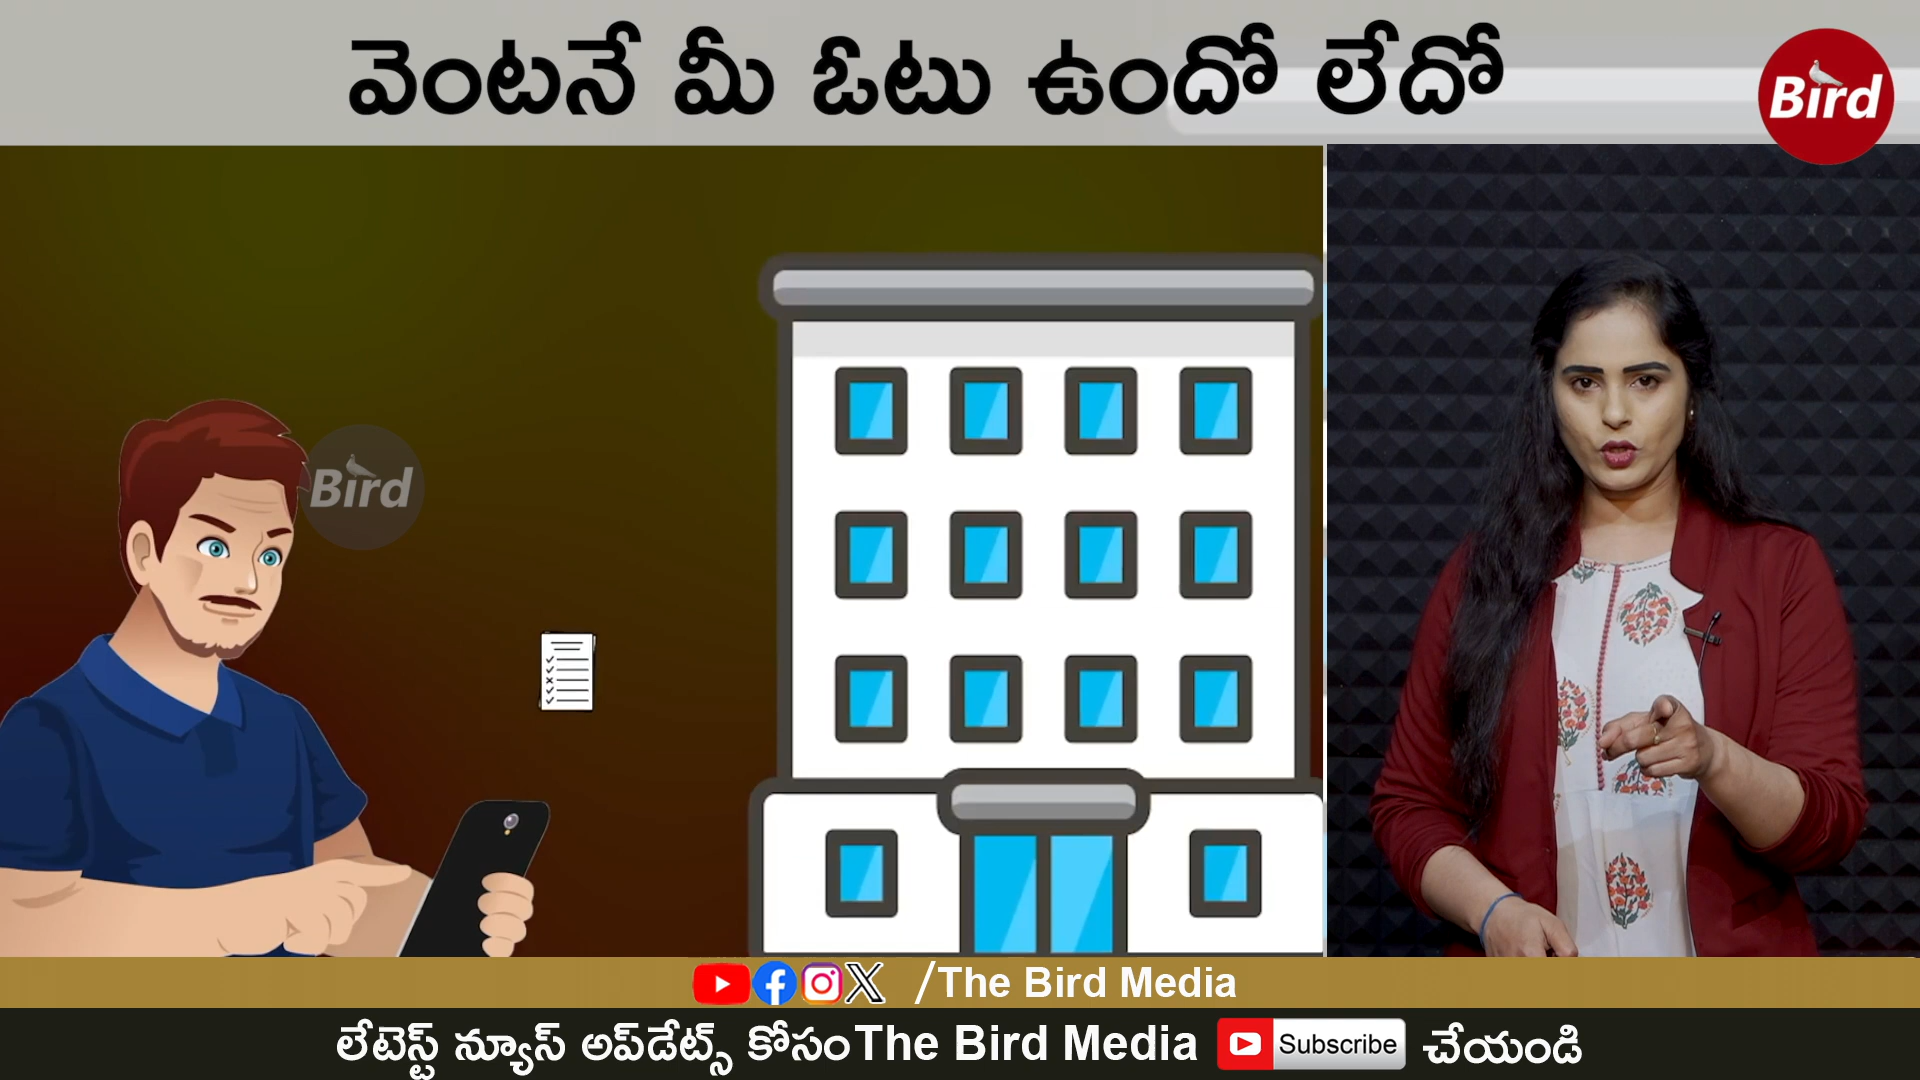 వెంటనే మీ ఓటు ఉందో లేదో
Bird
Bird
/The Bird Media
లేటెస్ట్ న్యూస్ అప్‌డేట్స్ కోసం The Bird Media Subscribe చేయండి